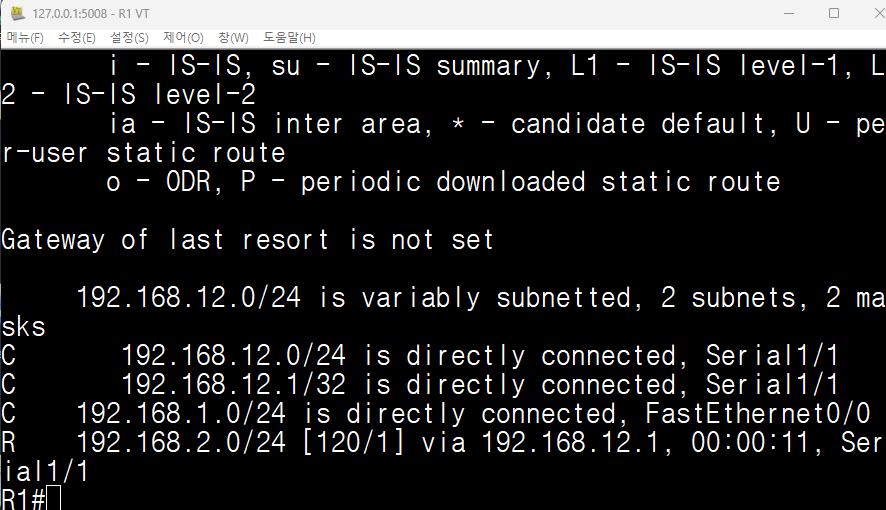 127.0.0.1:5008 - R1 VT
메뉴(F) 수정(E) 설정(S) 제어(O) 창(W) 도움말(H)
i - IS-IS, su - IS-IS summary, L1 - IS-IS level-1, L
2 - IS-IS level-2
ia - IS-IS inter area, * - candidate default, U - pe
r-user static route
o - ODR, P - periodic downloaded static route
Gateway of last resort is not set
192.168.12.0/24 is variably subnetted, 2 subnets, 2 ma
sks
C 192.168.12.0/24 is directly connected, Serial1/1
C 192.168.12.1/32 is directly connected, Serial1/1
C 192.168.1.0/24 is directly connected, FastEthernet0/0
R 192.168.2.0/24 [120/1] via 192.168.12.1, 00:00:11, Ser
ial1/1
R1#